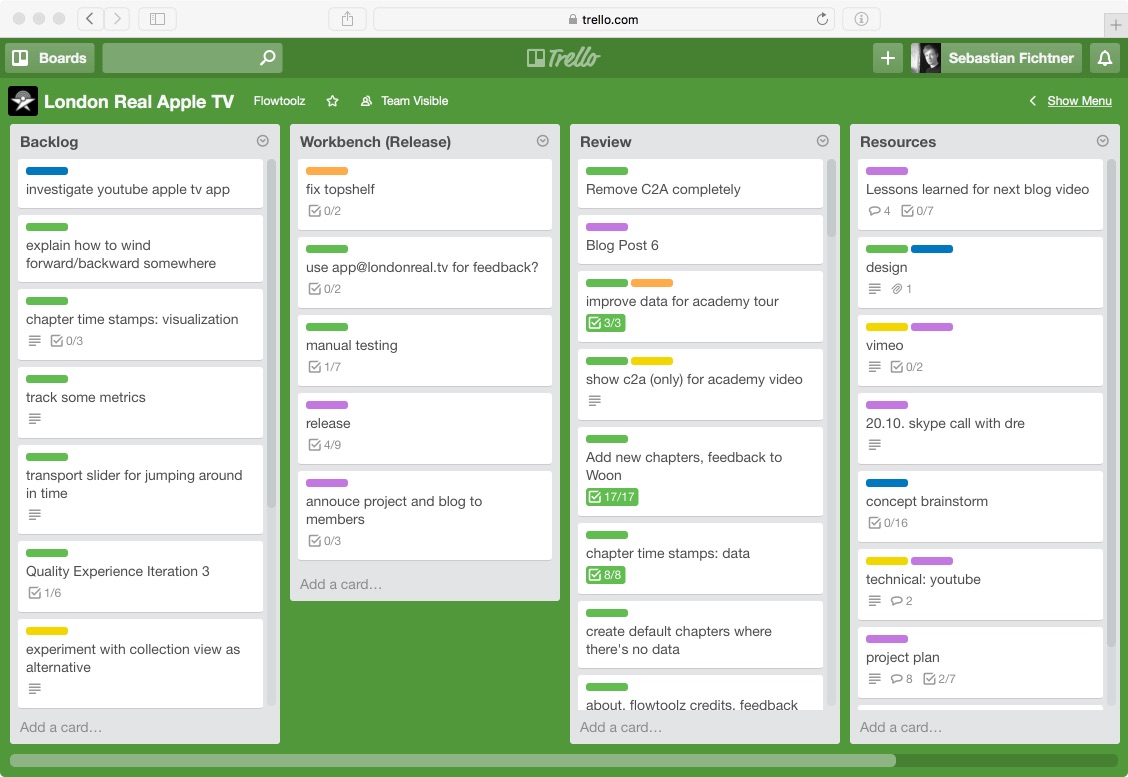 trello.com
Boards
Trello
Sebastian Fichtner
London Real Apple TV
Flowtoolz
Team Visible
Show Menu
Backlog
investigate youtube apple tv app
explain how to wind
forward/backward somewhere
chapter time stamps: visualization
0/3
track some metrics
transport slider for jumping around
in time
Quality Experience Iteration 3
1/6
experiment with collection view as
alternative
Add a card…
Workbench (Release)
fix topshelf
0/2
use app@londonreal.tv for feedback?
0/2
manual testing
1/7
release
4/9
annouce project and blog to
members
0/3
Add a card…
Review
Remove C2A completely
Blog Post 6
improve data for academy tour
3/3
show c2a (only) for academy video
Add new chapters, feedback to
Woon
17/17
chapter time stamps: data
8/8
create default chapters where
there's no data
about, flowtoolz credits, feedback
Add a card…
Resources
Lessons learned for next blog video
4 0/7
design
1
vimeo
0/2
20.10. skype call with dre
concept brainstorm
0/16
technical: youtube
2
project plan
8 2/7
Add a card…